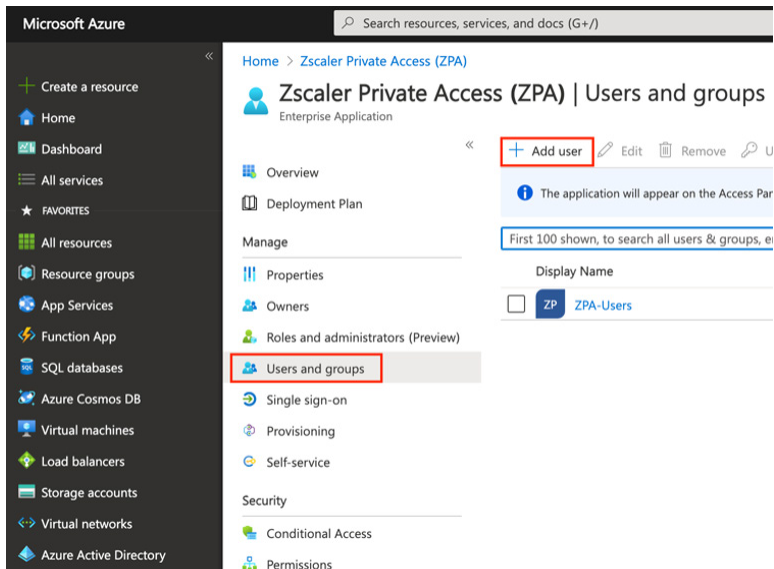 Microsoft Azure
Search resources, services, and docs (G+/)
«
Create a resource
Home
Dashboard
All services
FAVORITES
All resources
Resource groups
App Services
Function App
SQL databases
Azure Cosmos DB
Virtual machines
Load balancers
Storage accounts
Virtual networks
Azure Active Directory
Home > Zscaler Private Access (ZPA)
Zscaler Private Access (ZPA) | Users and groups
Enterprise Application
«
Overview
Deployment Plan
Manage
Properties
Owners
Roles and administrators (Preview)
Users and groups
Single sign-on
Provisioning
Self-service
Security
Conditional Access
Permissions
+ Add user Edit Remove U
The application will appear on the Access Par
First 100 shown, to search all users & groups, e
Display Name
ZP ZPA-Users